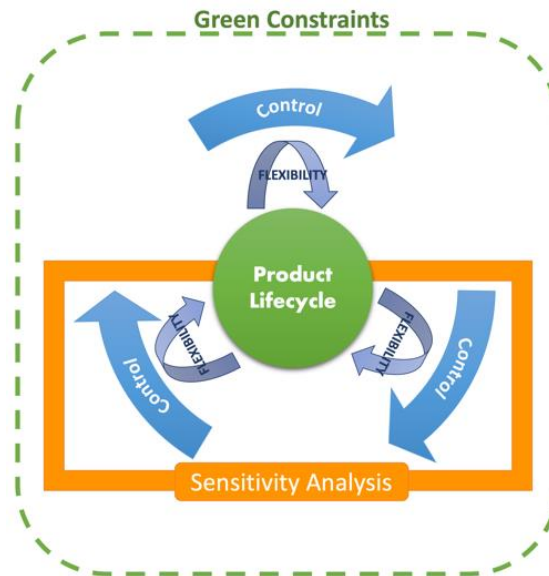 Green Constraints
Control
FLEXIBILITY
Product
Lifecycle
FLEXIBILITY
FLEXIBILITY
Control
Control
Sensitivity Analysis